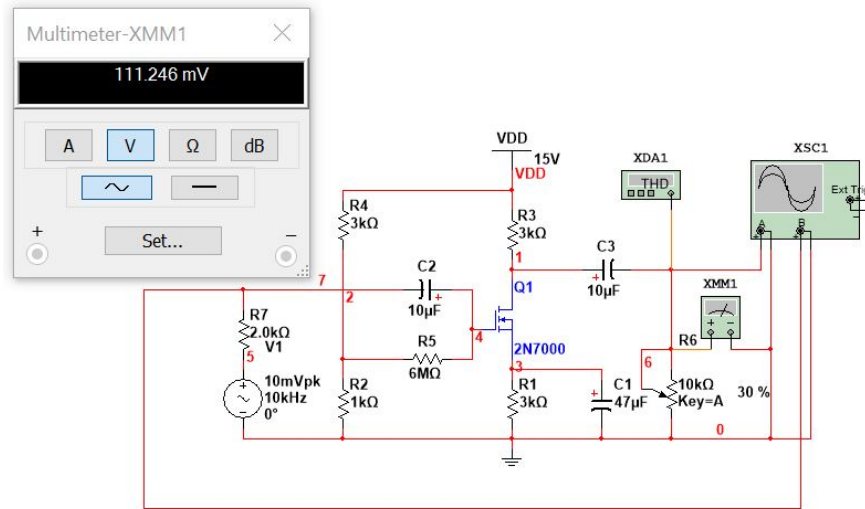 Multimeter-XMM1
111.246 mV
A V Ω dB
+ Set... −
VDD
15V
VDD
XDA1
THD
XSC1
Ext Trig
A B
R4
3kΩ
R3
3kΩ
1
C3
10µF
XMM1
7
2
C2
10µF
Q1
R7
2.0kΩ
V1
5
R5
6MΩ
4
2N7000
3
R6
6
10mVpk
10kHz
0°
R2
1kΩ
R1
3kΩ
C1
47µF
10kΩ
Key=A
30 %
0